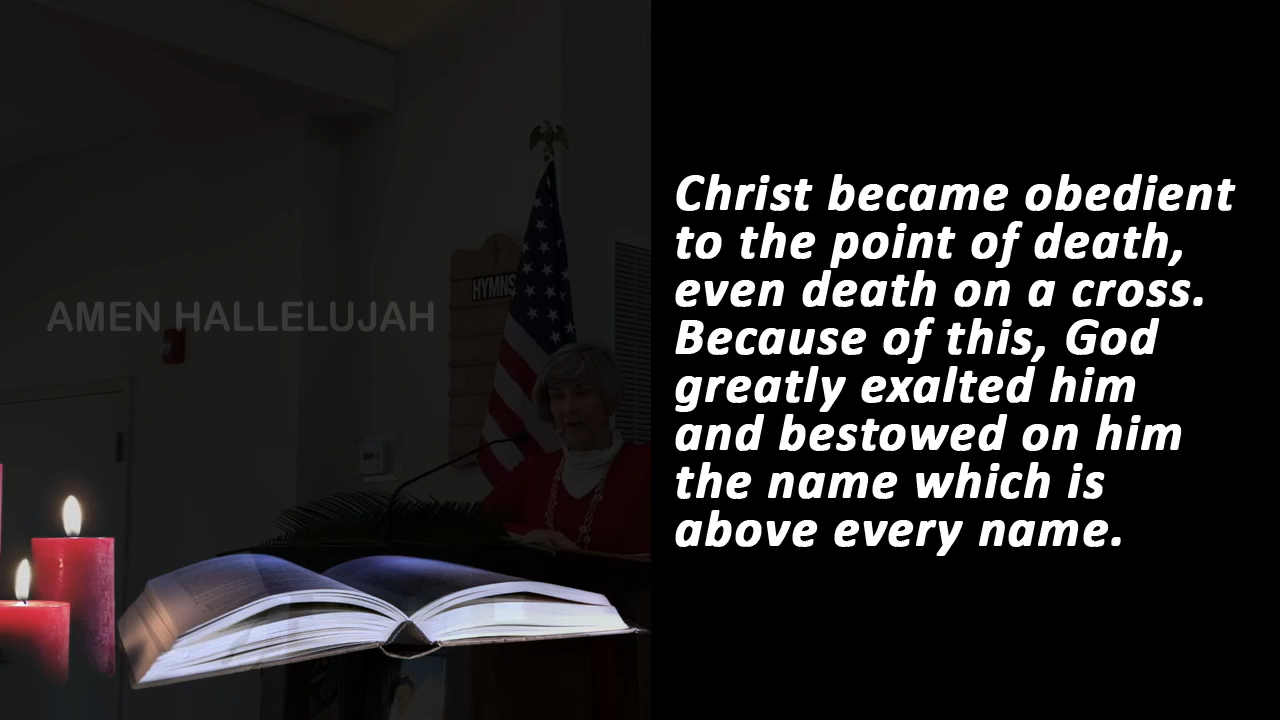 AMEN HALLELUJAH
HYMNS
Christ became obedient
to the point of death,
even death on a cross.
Because of this, God
greatly exalted him
and bestowed on him
the name which is
above every name.